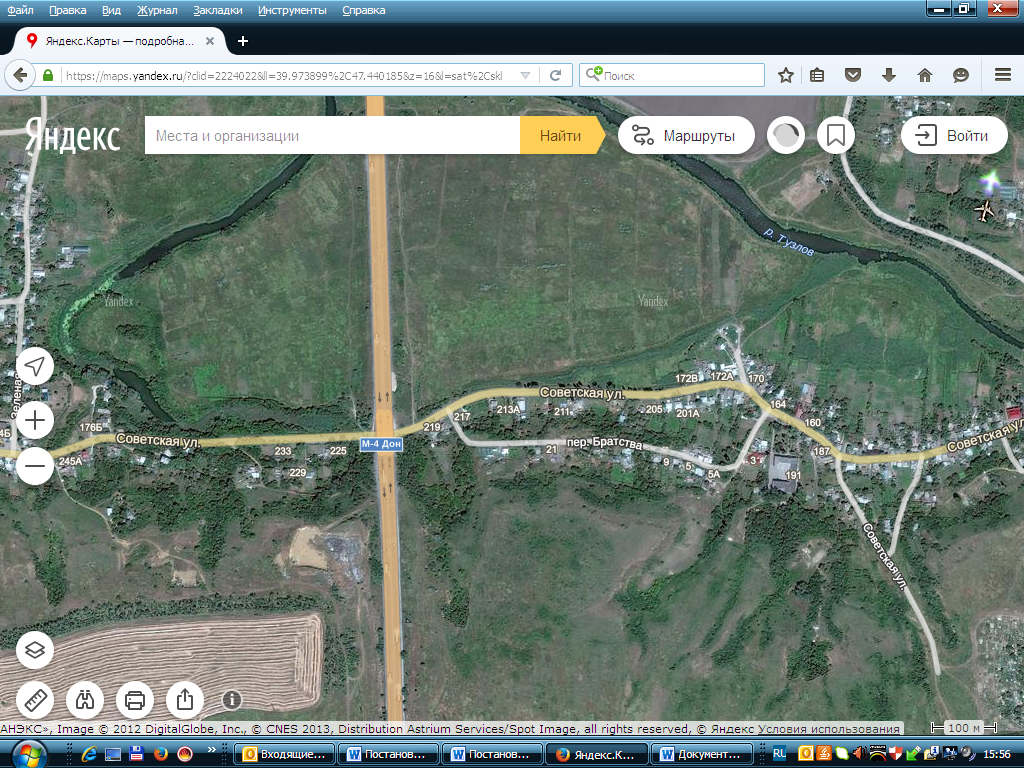 Файл Правка Вид Журнал Закладки Инструменты Справка
Яндекс.Карты — подробна...
https://maps.yandex.ru/?clid=2224022&ll=39.973899%2C47.440185&z=16&l=sat%2Cskl
Поиск
Яндекс
Места и организации
Найти
Маршруты
Войти
р. Тузлов
Yandex
Yandex
Зеленая
172В
172А
170
Советская ул.
213А
211
205
201А
164
217
219
160
176Б
4Б
Советская ул.
М-4 Дон
пер. Братства
Советская ул
233
225
21
187
245А
229
9
5
5А
3
191
Советская ул.
АНЭКС», Image © 2012 DigitalGlobe, Inc., © CNES 2013, Distribution Astrium Services/Spot Image, all rights reserved, © Яндекс Условия использования
100 м
Входящие...
Постанов...
Постанов...
Яндекс.К...
Документ...
RU
15:56